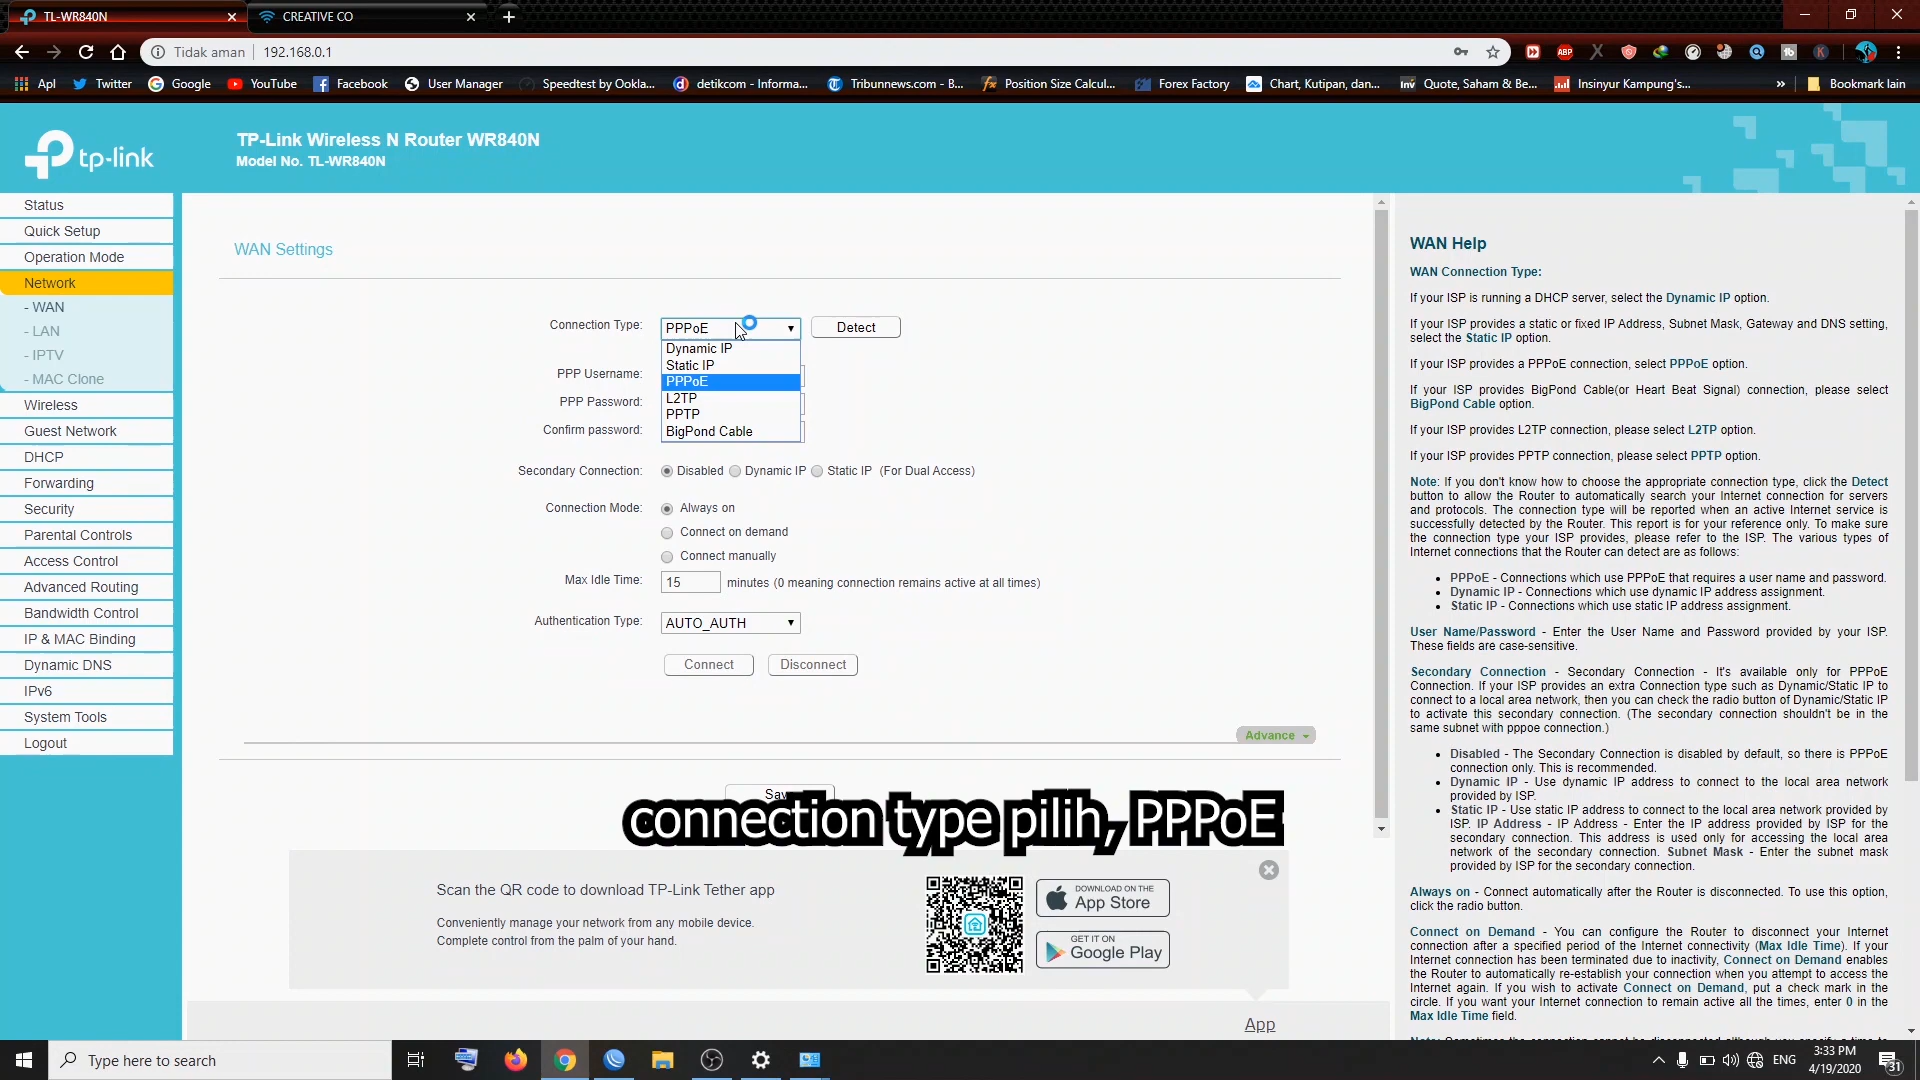 TL-WR840N
CREATIVE CO
Tidak aman
192.168.0.1
ABP
Apl
Twitter
Google
YouTube
Facebook
User Manager
Speedtest by Ookla...
detikcom - Informa...
Tribunnews.com - B...
Position Size Calcul...
Forex Factory
Chart, Kutipan, dan...
Quote, Saham & Be...
Insinyur Kampung's...
»
Bookmark lain
tp-link
TP-Link Wireless N Router WR840N
Model No. TL-WR840N
Status
Quick Setup
Operation Mode
Network
- WAN
- LAN
- IPTV
- MAC Clone
Wireless
Guest Network
DHCP
Forwarding
Security
Parental Controls
Access Control
Advanced Routing
Bandwidth Control
IP & MAC Binding
Dynamic DNS
IPv6
System Tools
Logout
WAN Settings
Connection Type: PPPoE Detect
Dynamic IP
Static IP
PPPoE
L2TP
PPTP
BigPond Cable
PPP Username:
PPP Password:
Confirm password:
Secondary Connection: Disabled Dynamic IP Static IP (For Dual Access)
Connection Mode: Always on
Connect on demand
Connect manually
Max Idle Time: 15 minutes (0 meaning connection remains active at all times)
Authentication Type: AUTO_AUTH
Connect Disconnect
Advance
connection type pilih, PPPoE
Scan the QR code to download TP-Link Tether app
Conveniently manage your network from any mobile device.
Complete control from the palm of your hand.
DOWNLOAD ON THE
App Store
GET IT ON
Google Play
App
WAN Help
WAN Connection Type:
If your ISP is running a DHCP server, select the Dynamic IP option.
If your ISP provides a static or fixed IP Address, Subnet Mask, Gateway and DNS setting,
select the Static IP option.
If your ISP provides a PPPoE connection, select PPPoE option.
If your ISP provides BigPond Cable(or Heart Beat Signal) connection, please select
BigPond Cable option.
If your ISP provides L2TP connection, please select L2TP option.
If your ISP provides PPTP connection, please select PPTP option.
Note: If you don't know how to choose the appropriate connection type, click the Detect
button to allow the Router to automatically search your Internet connection for servers
and protocols. The connection type will be reported when an active Internet service is
successfully detected by the Router. This report is for your reference only. To make sure
the connection type your ISP provides, please refer to the ISP. The various types of
Internet connections that the Router can detect are as follows:
• PPPoE - Connections which use PPPoE that requires a user name and password.
• Dynamic IP - Connections which use dynamic IP address assignment.
• Static IP - Connections which use static IP address assignment.
User Name/Password - Enter the User Name and Password provided by your ISP.
These fields are case-sensitive.
Secondary Connection - Secondary Connection - It's available only for PPPoE
Connection. If your ISP provides an extra Connection type such as Dynamic/Static IP to
connect to a local area network, then you can check the radio button of Dynamic/Static IP
to activate this secondary connection. (The secondary connection shouldn't be in the
same subnet with pppoe connection.)
• Disabled - The Secondary Connection is disabled by default, so there is PPPoE
connection only. This is recommended.
• Dynamic IP - Use dynamic IP address to connect to the local area network
provided by ISP.
• Static IP - Use static IP address to connect to the local area network provided by
ISP. IP Address - IP Address - Enter the IP address provided by ISP for the
secondary connection. This address is used only for accessing the local area
network of the secondary connection. Subnet Mask - Enter the subnet mask
provided by ISP for the secondary connection.
Always on - Connect automatically after the Router is disconnected. To use this option,
click the radio button.
Connect on Demand - You can configure the Router to disconnect your Internet
connection after a specified period of the Internet connectivity (Max Idle Time). If your
Internet connection has been terminated due to inactivity, Connect on Demand enables
the Router to automatically re-establish your connection when you attempt to access the
Internet again. If you wish to activate Connect on Demand, put a check mark in the
circle. If you want your Internet connection to remain active all the times, enter 0 in the
Max Idle Time field.
Type here to search
ENG
3:33 PM
4/19/2020
31